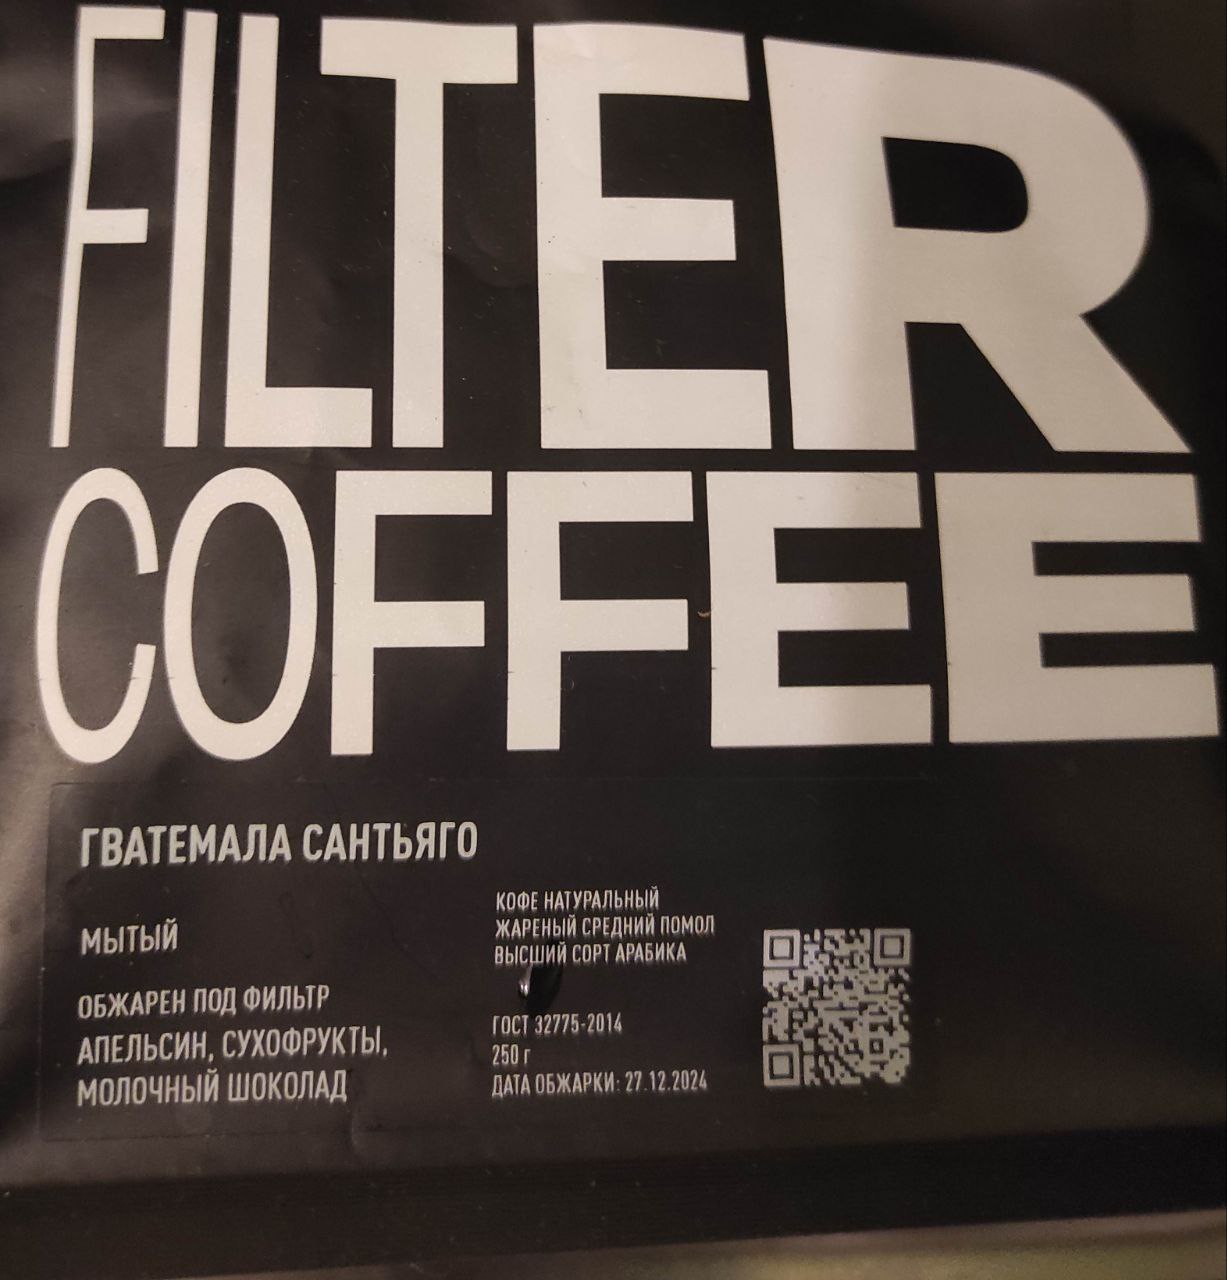 FILTER
COFFEE
ГВАТЕМАЛА САНТЬЯГО
МЫТЫЙ
ОБЖАРЕН ПОД ФИЛЬТР
АПЕЛЬСИН, СУХОФРУКТЫ,
МОЛОЧНЫЙ ШОКОЛАД
КОФЕ НАТУРАЛЬНЫЙ
ЖАРЕНЫЙ СРЕДНИЙ ПОМОЛ
ВЫСШИЙ СОРТ АРАБИКА
ГОСТ 32775-2014
250 г
ДАТА ОБЖАРКИ: 27.12.2024